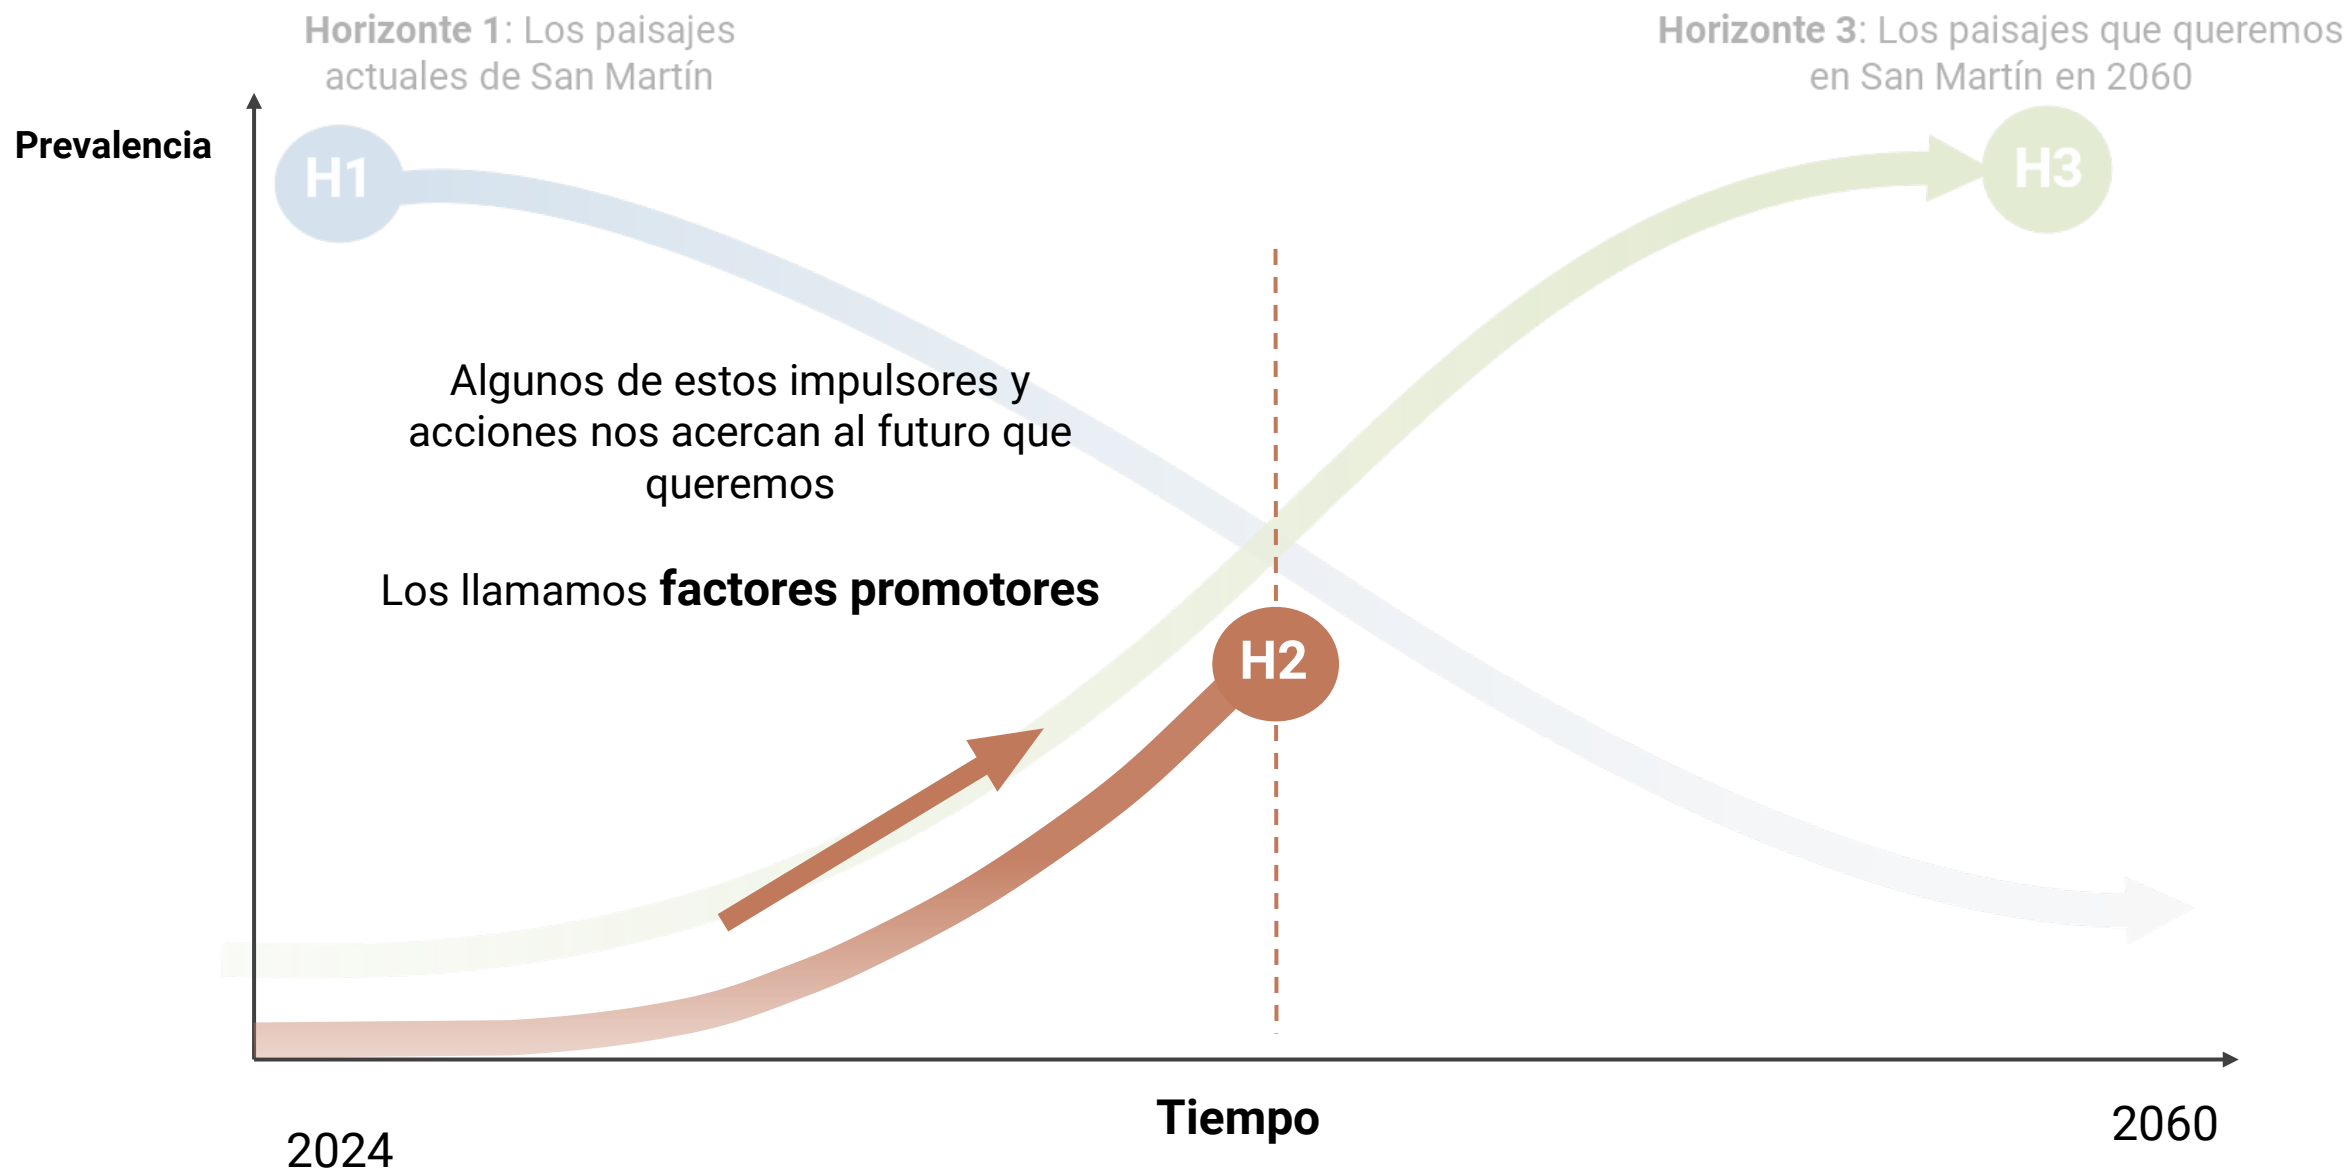 Horizonte 1: Los paisajes
actuales de San Martín
Horizonte 3: Los paisajes que queremos
en San Martín en 2060
Prevalencia
H1
H3
Algunos de estos impulsores y
acciones nos acercan al futuro que
queremos
Los llamamos factores promotores
H2
Tiempo
2024
2060